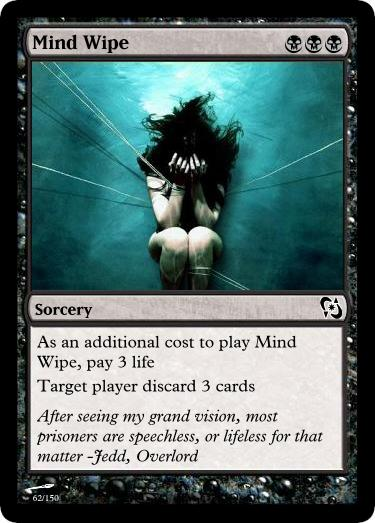 Mind Wipe
Sorcery
As an additional cost to play Mind
Wipe, pay 3 life
Target player discard 3 cards
After seeing my grand vision, most
prisoners are speechless, or lifeless for that
matter -Jedd, Overlord
62/150